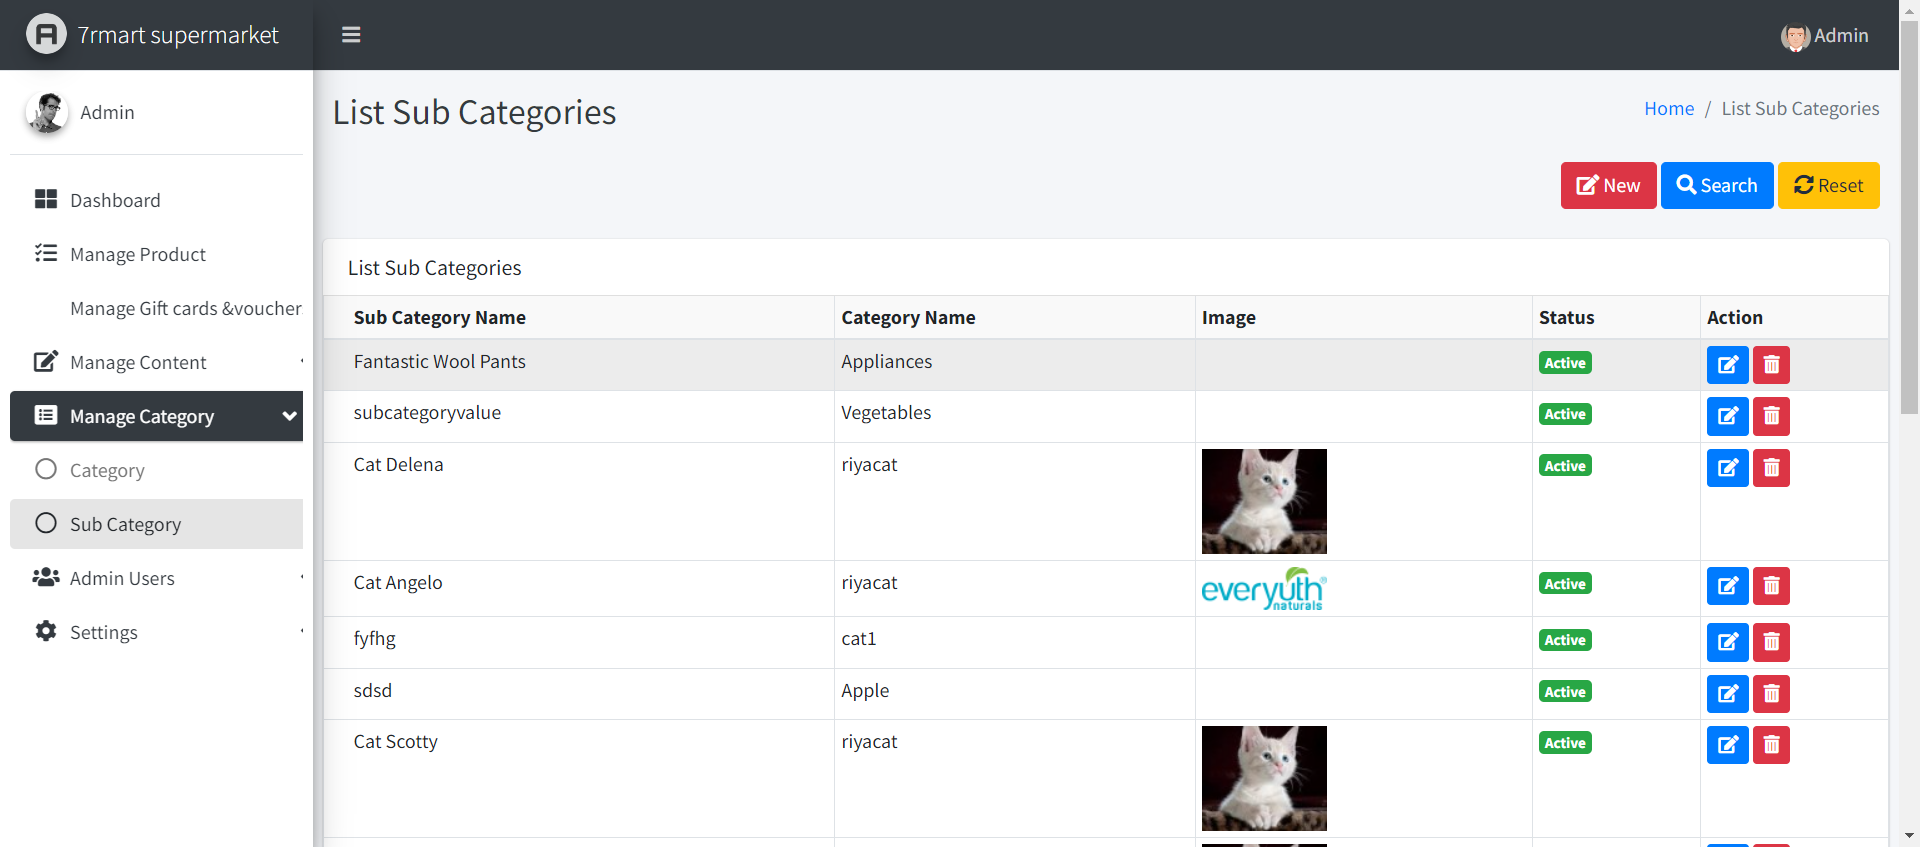 7rmart supermarket
Admin
Admin
Dashboard
Manage Product
Manage Gift cards &voucher
Manage Content
Manage Category
Category
Sub Category
Admin Users
Settings
List Sub Categories
Home / List Sub Categories
New Search Reset
List Sub Categories
Sub Category Name Category Name Image Status Action
Fantastic Wool Pants Appliances Active
subcategoryvalue Vegetables Active
Cat Delena riyacat Active
Cat Angelo riyacat everyuth naturals Active
fyfhg cat1 Active
sdsd Apple Active
Cat Scotty riyacat Active